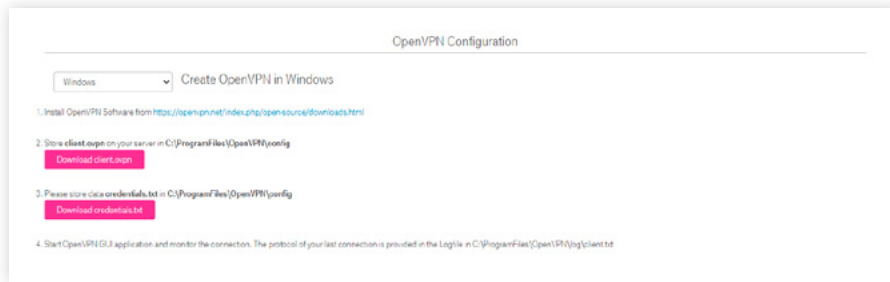 OpenVPN Configuration
Windows
Create OpenVPN in Windows
1. Install OpenVPN Software from https://openvpn.net/index.php/open-source/downloads.html
2. Store client.ovpn on your server in C:\ProgramFiles\OpenVPN\config
Download client.ovpn
3. Please store data credentials.txt in C:\ProgramFiles\OpenVPN\config
Download credentials.txt
4. Start OpenVPN GUI application and monitor the connection. The protocol of your last connection is provided in the Logfile in C:\ProgramFiles\OpenVPN\log\client.txt